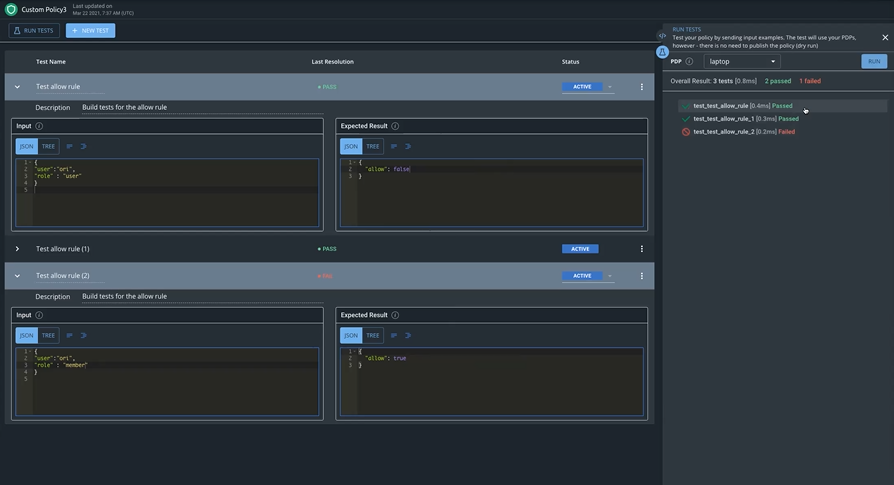 Custom Policy3
Last updated on
Mar 22 2021, 7:37 AM (UTC)
RUN TESTS
+ NEW TEST
Test Name Last Resolution Status
Test allow rule PASS ACTIVE
Description Build tests for the allow rule
Input Expected Result
JSON TREE JSON TREE
1 { 1 {
2 "user":"ori", 2 "allow": false
3 "role" : "user" 3 }
4 }
5
Test allow rule (1) PASS ACTIVE
Test allow rule (2) ACTIVE
Description Build tests for the allow rule
Input Expected Result
JSON TREE JSON TREE
1 { 1 {
2 "user":"ori", 2 "allow": true
3 "role" : "member" 3 }
4 }
5
</>
RUN TESTS
Test your policy by sending input examples. The test will use your PDPs,
however - there is no need to publish the policy (dry run)
PDP laptop RUN
Overall Result: 3 tests [0.8ms] 2 passed 1 failed
test_test_allow_rule [0.4ms] Passed
test_test_allow_rule_1 [0.3ms] Passed
test_test_allow_rule_2 [0.2ms] Failed